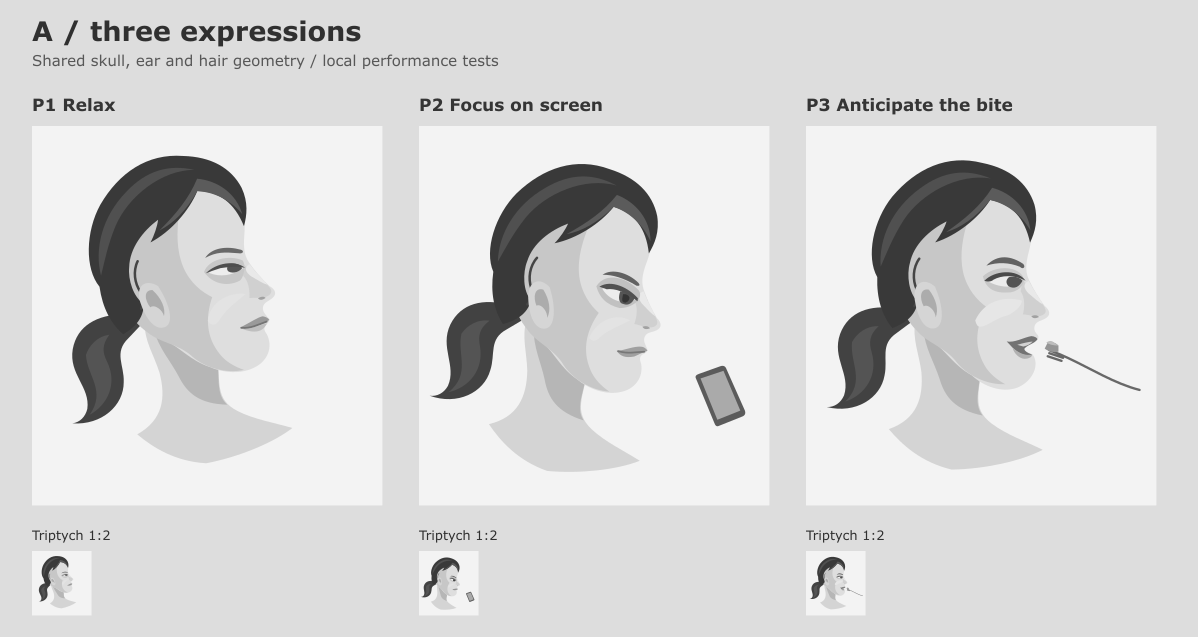 A / three expressions
Shared skull, ear and hair geometry / local performance tests
P1 Relax
P2 Focus on screen
P3 Anticipate the bite
Triptych 1:2
Triptych 1:2
Triptych 1:2